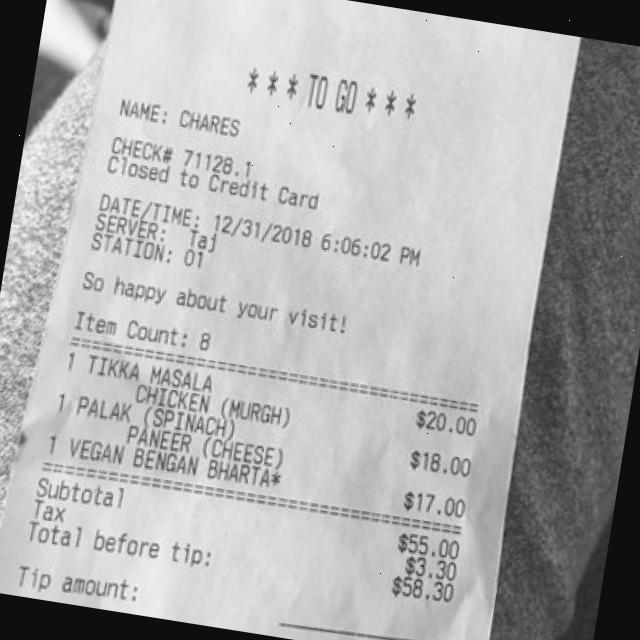 * * * TO GO * * *
NAME: CHARES
CHECK# 71128.1
Closed to Credit Card
DATE/TIME: 12/31/2018 6:06:02 PM
SERVER: Taj
STATION: 01
So happy about your visit!
Item Count: 8
1 TIKKA MASALA
CHICKEN (MURGH) $20.00
1 PALAK (SPINACH)
PANEER (CHEESE) $18.00
1 VEGAN BENGAN BHARTA* $17.00
Subtotal $55.00
Tax $3.30
Total before tip: $58.30
Tip amount: